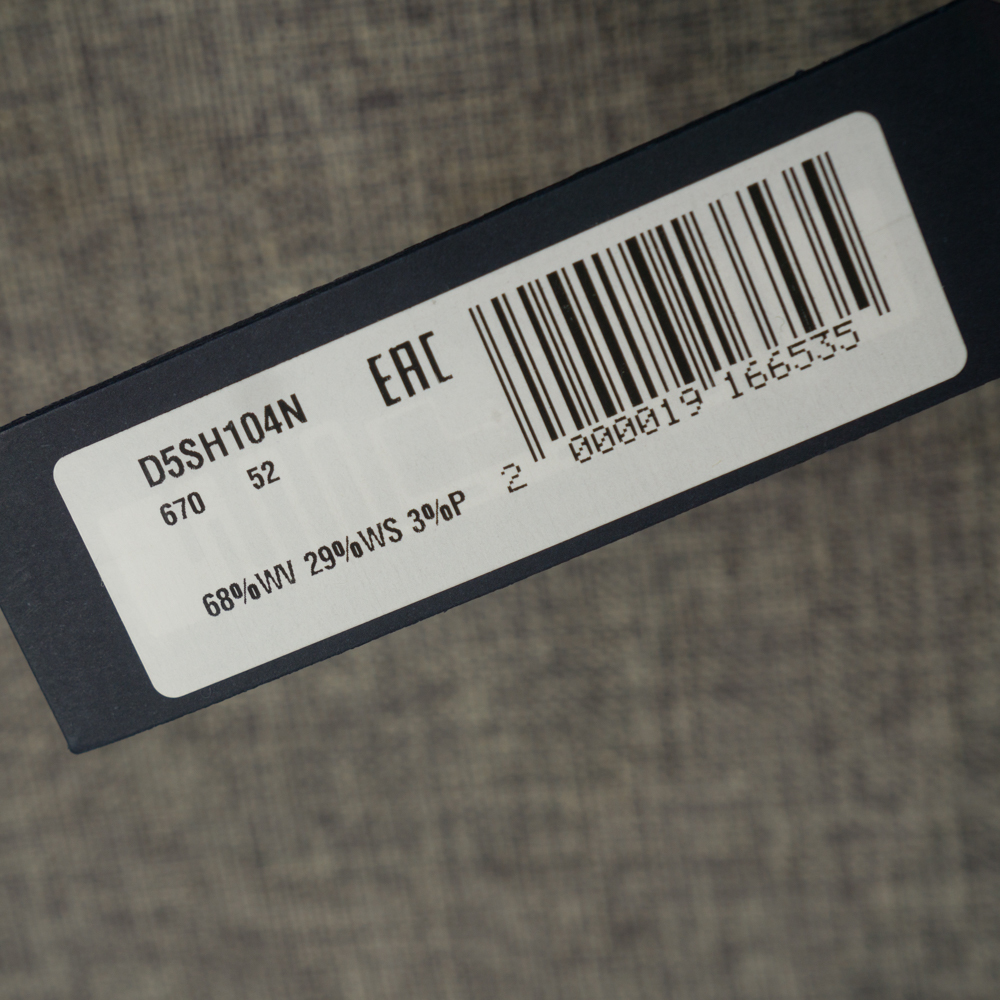 D5SH104N
EAC
670 52
68%WV 29%WS 3%P
2 000019 166535